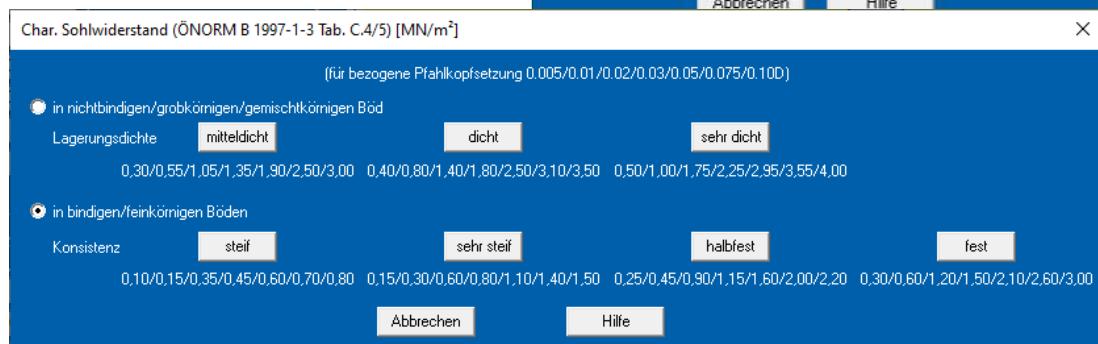 Abbrechen Hilfe
Char. Sohlwiderstand (ÖNORM B 1997-1-3 Tab. C.4/5) [MN/m²]
(für bezogene Pfahlkopfsetzung 0.005/0.01/0.02/0.03/0.05/0.075/0.10D)
in nichtbindigen/grobkörnigen/gemischtkörnigen Böd
Lagerungsdichte mitteldicht dicht sehr dicht
0,30/0,55/1,05/1,35/1,90/2,50/3,00 0,40/0,80/1,40/1,80/2,50/3,10/3,50 0,50/1,00/1,75/2,25/2,95/3,55/4,00
in bindigen/feinkörnigen Böden
Konsistenz steif sehr steif halbfest fest
0,10/0,15/0,35/0,45/0,60/0,70/0,80 0,15/0,30/0,60/0,80/1,10/1,40/1,50 0,25/0,45/0,90/1,15/1,60/2,00/2,20 0,30/0,60/1,20/1,50/2,10/2,60/3,00
Abbrechen Hilfe